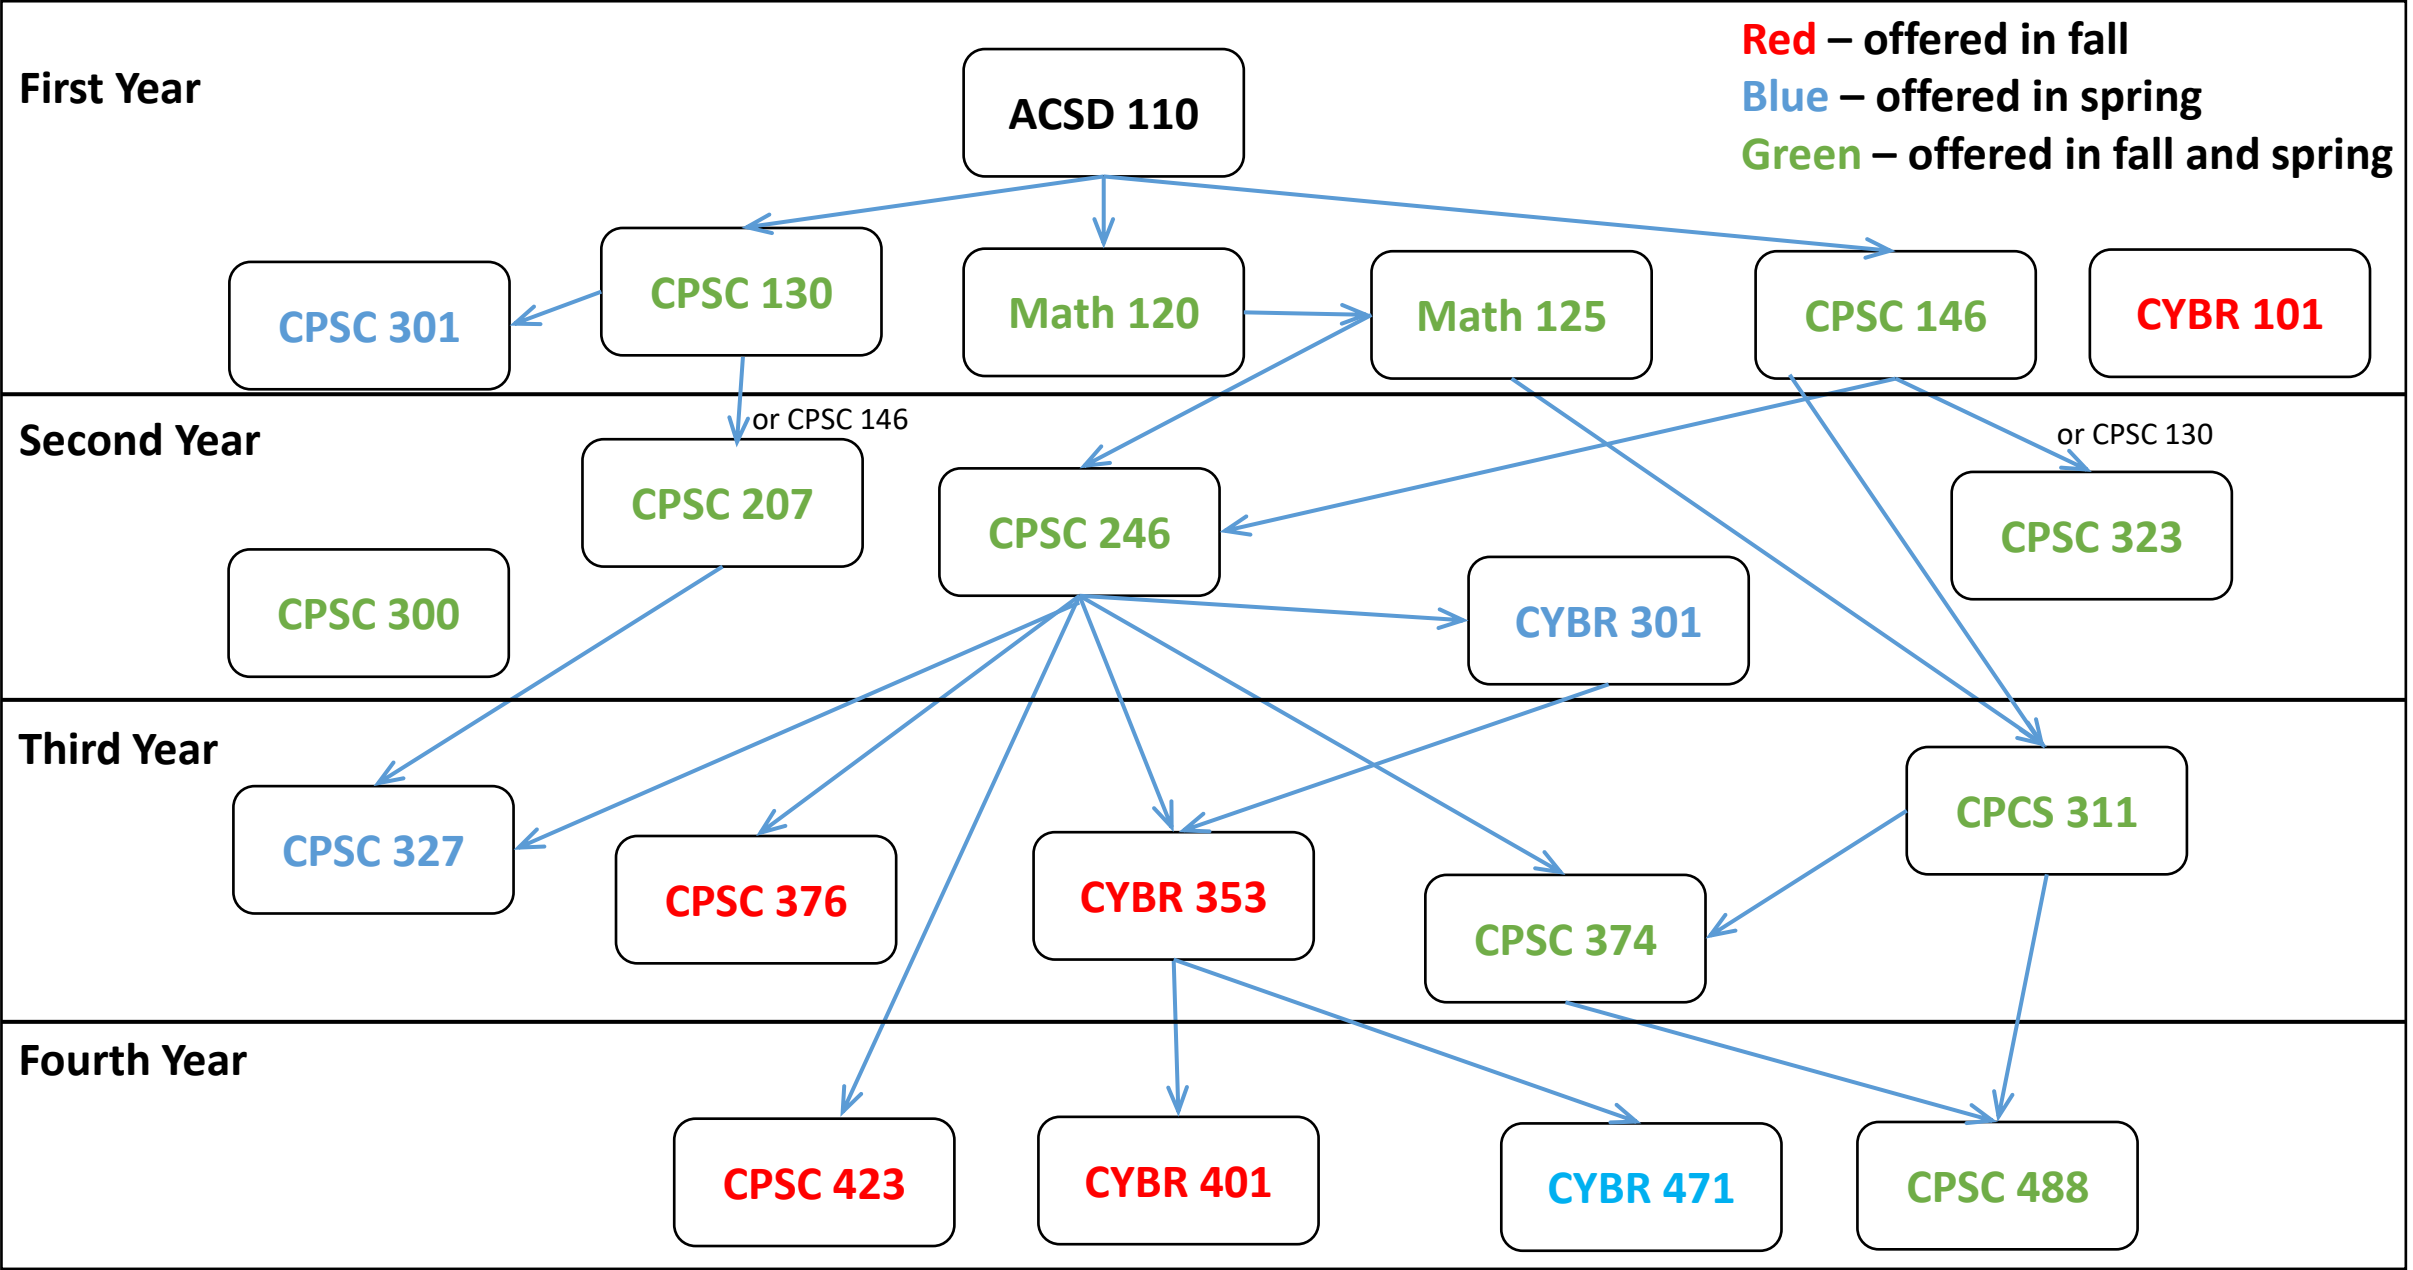 Red – offered in fall
Blue – offered in spring
Green – offered in fall and spring
First Year
ACSD 110
CPSC 301
CPSC 130
Math 120
Math 125
CPSC 146
CYBR 101
Second Year
or CPSC 146
or CPSC 130
CPSC 207
CPSC 246
CPSC 323
CPSC 300
CYBR 301
Third Year
CPSC 327
CPSC 376
CYBR 353
CPSC 374
CPCS 311
Fourth Year
CPSC 423
CYBR 401
CYBR 471
CPSC 488